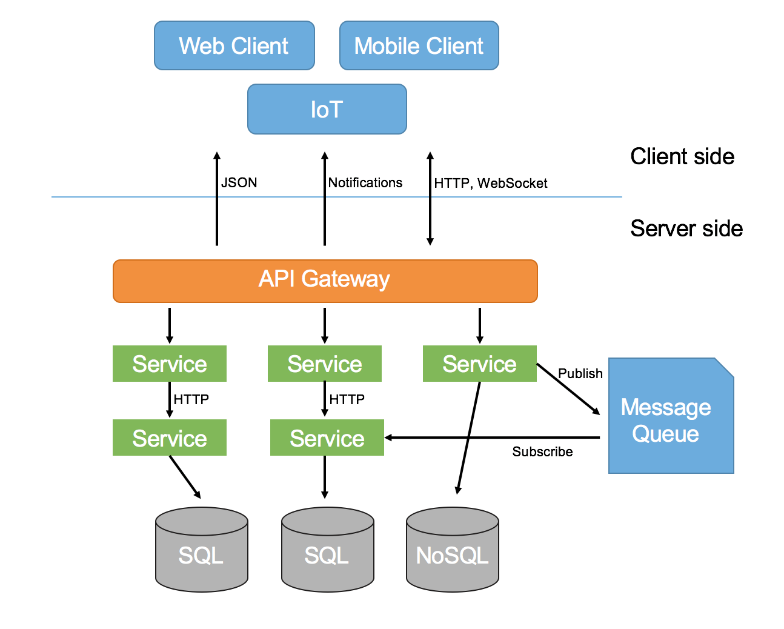 Web Client
Mobile Client
IoT
Client side
JSON
Notifications
HTTP, WebSocket
Server side
API Gateway
Service
Service
Service
Publish
HTTP
HTTP
Message
Queue
Service
Service
Subscribe
SQL
SQL
NoSQL